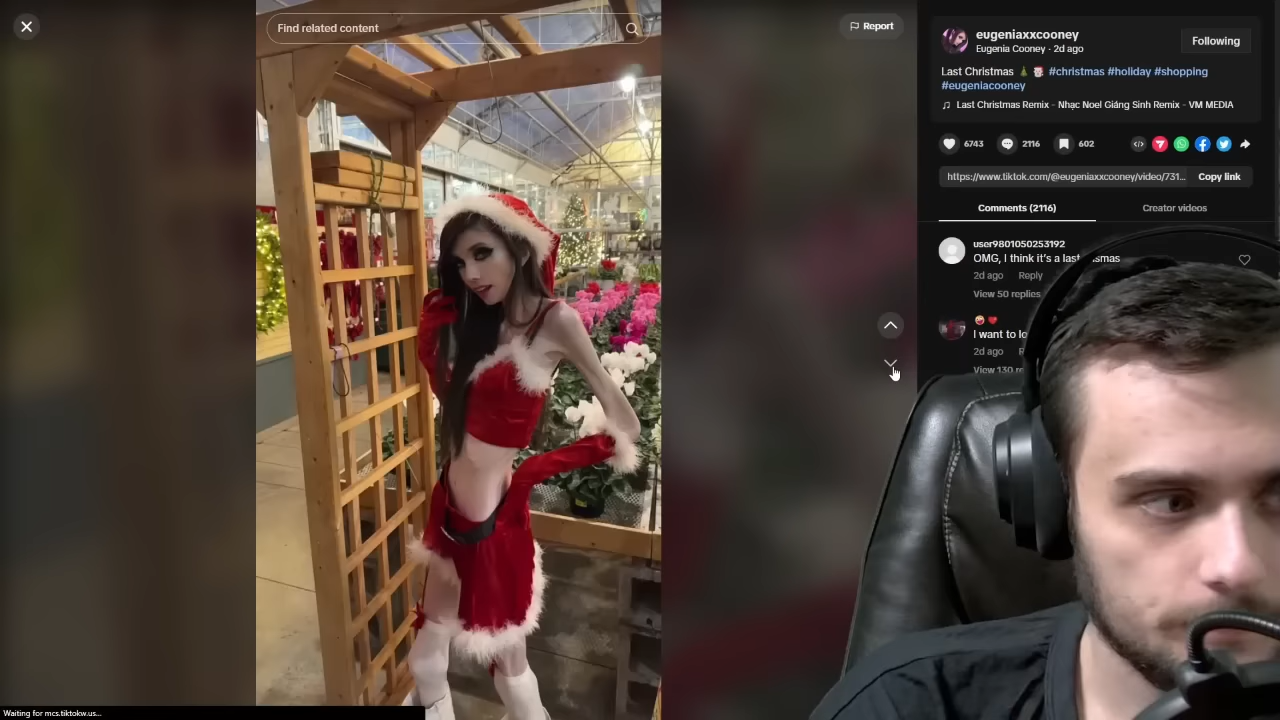 Find related content
Report
eugeniaxxcooney
Eugenia Cooney · 2d ago
Following
Last Christmas 🎄 🎅 #christmas #holiday #shopping
#eugeniacooney
Last Christmas Remix - Nhạc Noel Giáng Sinh Remix - VM MEDIA
6743
2116
602
https://www.tiktok.com/@eugeniaxxcooney/video/731...
Copy link
Comments (2116)
Creator videos
user9801050253192
OMG, I think it's a last
2d ago
Reply
View 50 replies
I want to
2d ago
View 130
Waiting for mcs.tiktokw.us...